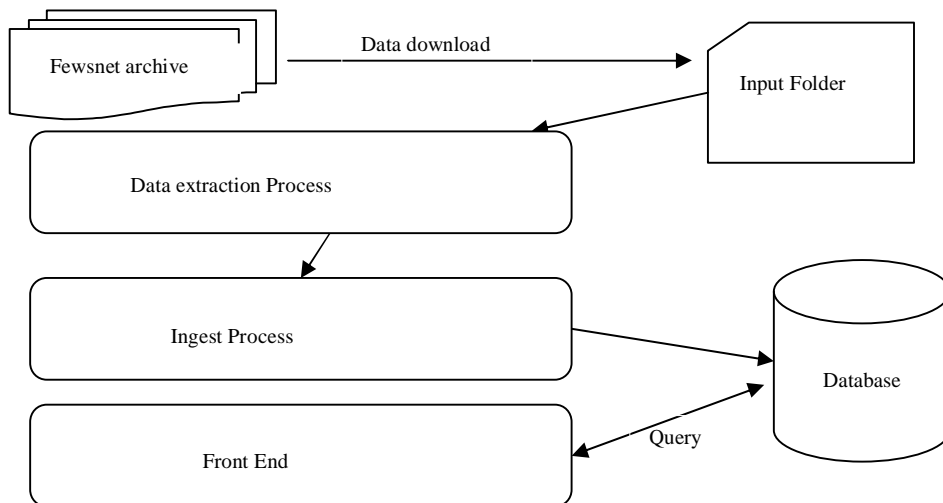 Fewsnet archive
Data download
Input Folder
Data extraction Process
Ingest Process
Database
Query
Front End